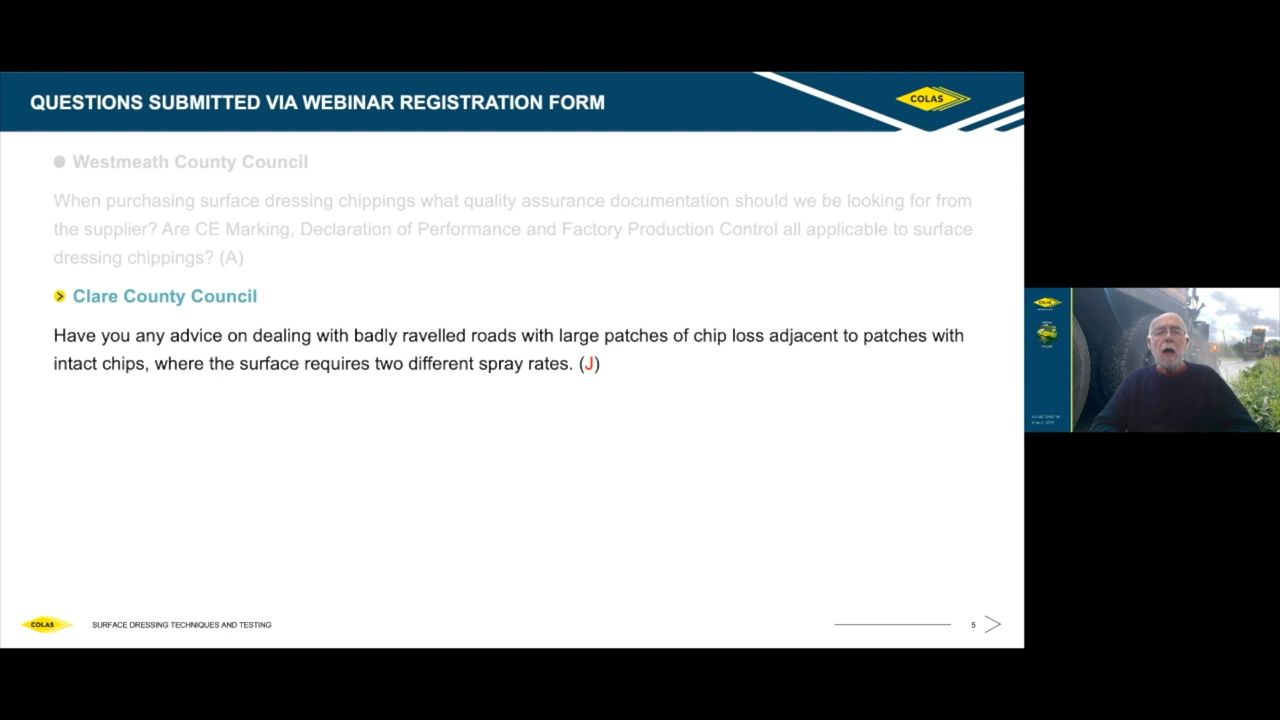 QUESTIONS SUBMITTED VIA WEBINAR REGISTRATION FORM
COLAS
Westmeath County Council
When purchasing surface dressing chippings what quality assurance documentation should we be looking for from
the supplier? Are CE Marking, Declaration of Performance and Factory Production Control all applicable to surface
dressing chippings? (A)
Clare County Council
Have you any advice on dealing with badly ravelled roads with large patches of chip loss adjacent to patches with
intact chips, where the surface requires two different spray rates. (J)
COLAS
COLAS
SURFACE DRESSING TECHNIQUES AND TESTING
5